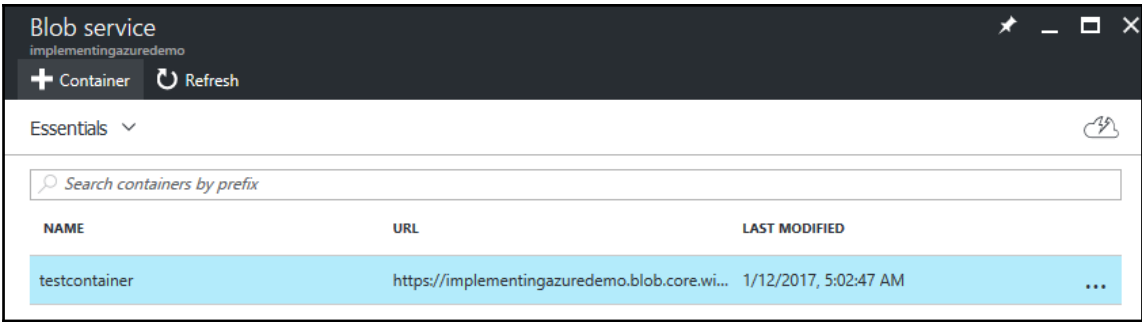 Blob service
implementingazuredemo
Container Refresh
Essentials
Search containers by prefix
NAME URL LAST MODIFIED
testcontainer https://implementingazuredemo.blob.core.wi... 1/12/2017, 5:02:47 AM ...